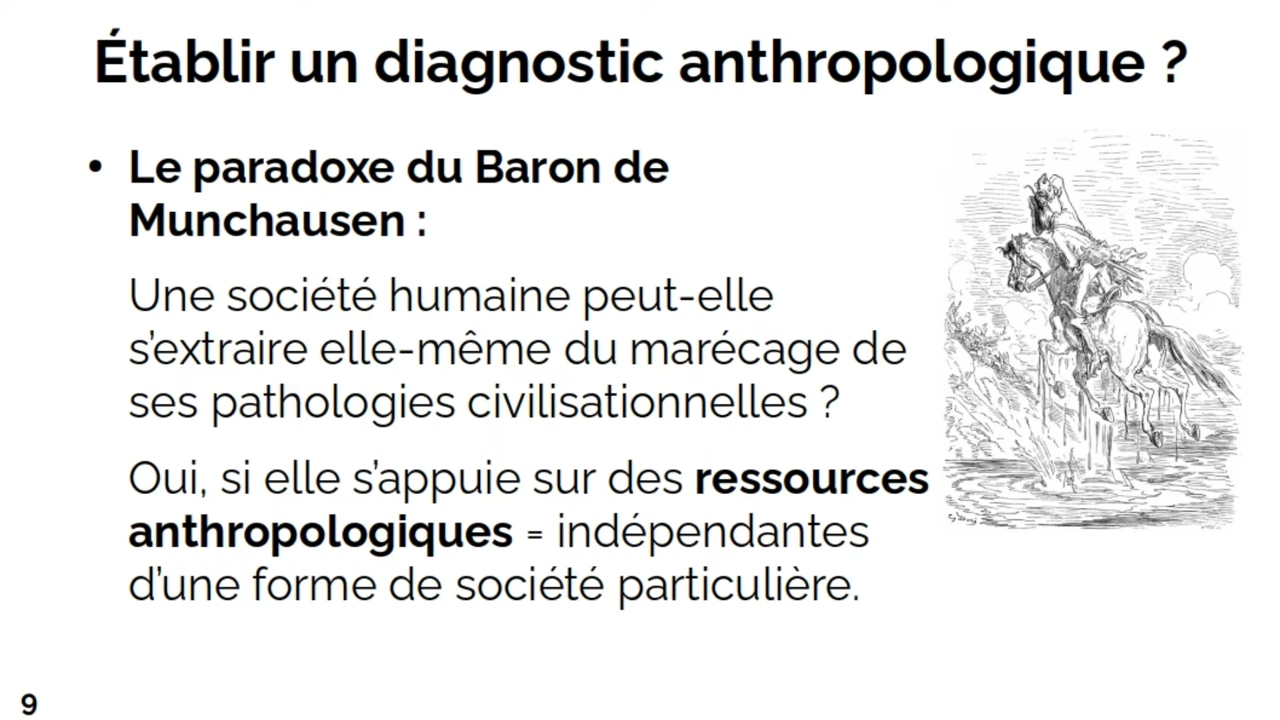 Établir un diagnostic anthropologique ?
• Le paradoxe du Baron de
Munchausen :
Une société humaine peut-elle
s'extraire elle-même du marécage de
ses pathologies civilisationnelles ?
Oui, si elle s'appuie sur des ressources
anthropologiques = indépendantes
d'une forme de société particulière.
9